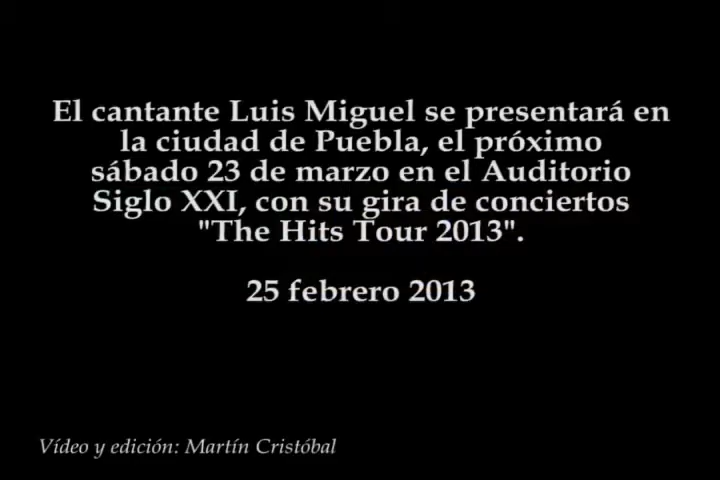 El cantante Luis Miguel se presentará en
la ciudad de Puebla, el próximo
sábado 23 de marzo en el Auditorio
Siglo XXI, con su gira de conciertos
"The Hits Tour 2013".
25 febrero 2013
Vídeo y edición: Martín Cristóbal